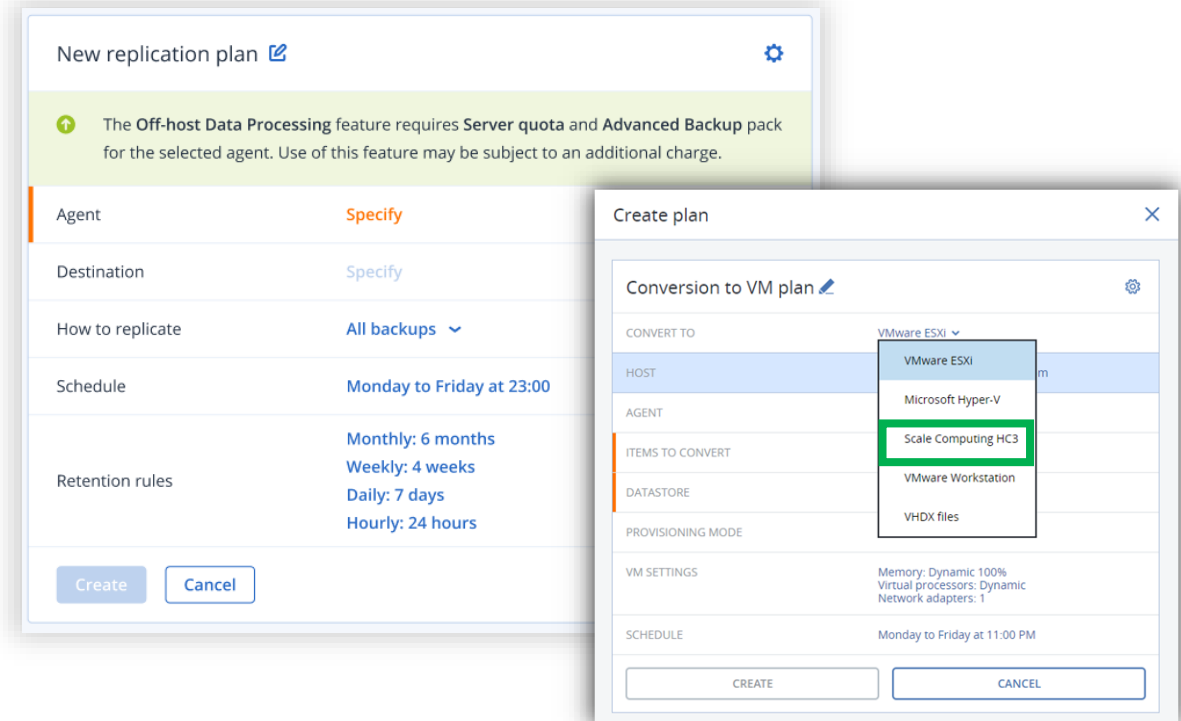 New replication plan
The Off-host Data Processing feature requires Server quota and Advanced Backup pack
for the selected agent. Use of this feature may be subject to an additional charge.
Agent Specify
Destination Specify
How to replicate All backups
Schedule Monday to Friday at 23:00
Retention rules
Monthly: 6 months
Weekly: 4 weeks
Daily: 7 days
Hourly: 24 hours
Create Cancel
Create plan
Conversion to VM plan
CONVERT TO VMware ESXi
VMware ESXi
Microsoft Hyper-V
Scale Computing HC3
VMware Workstation
VHDX files
HOST
AGENT
ITEMS TO CONVERT
DATASTORE
PROVISIONING MODE
VM SETTINGS
Memory: Dynamic 100%
Virtual processors: Dynamic
Network adapters: 1
SCHEDULE Monday to Friday at 11:00 PM
CREATE CANCEL